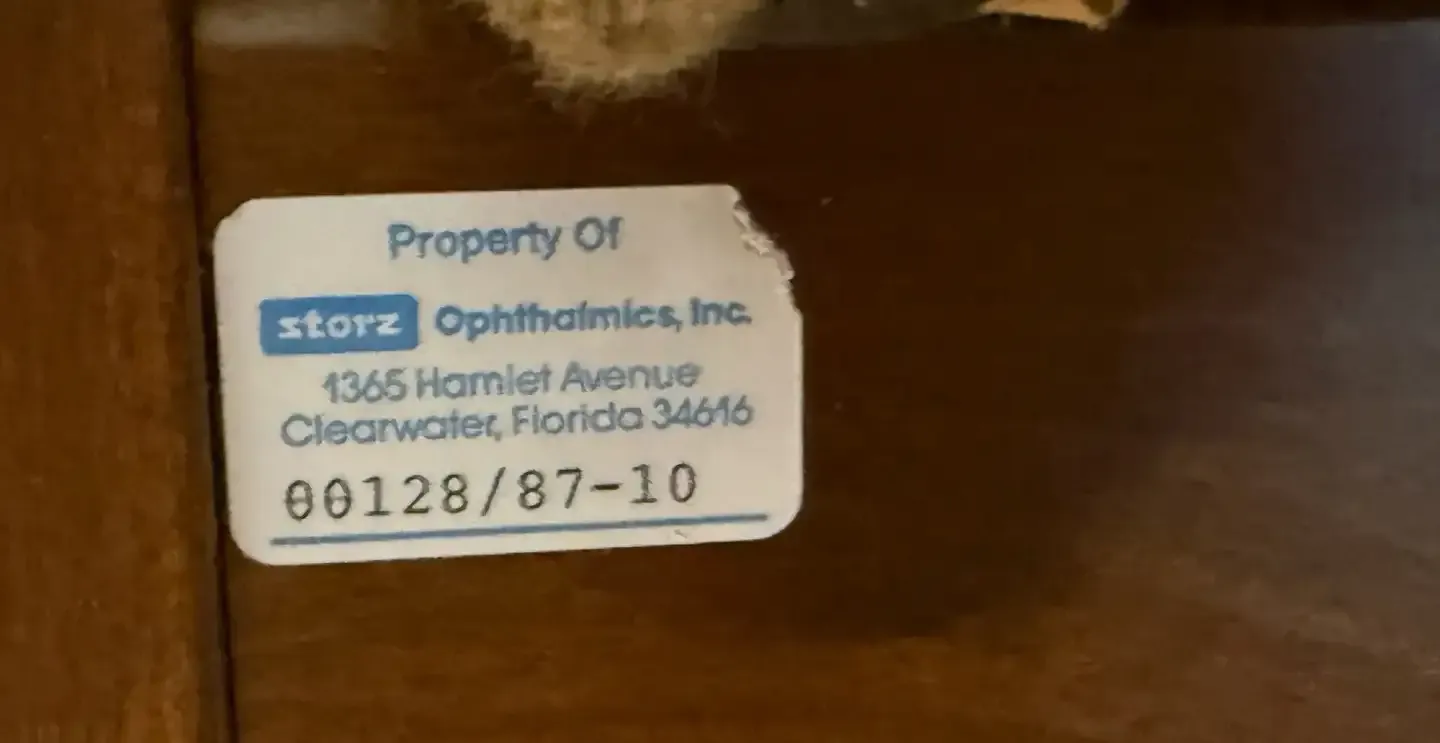 Property Of
storz Ophthalmics, Inc.
1365 Hamlet Avenue
Clearwater, Florida 34616
00128/87-10